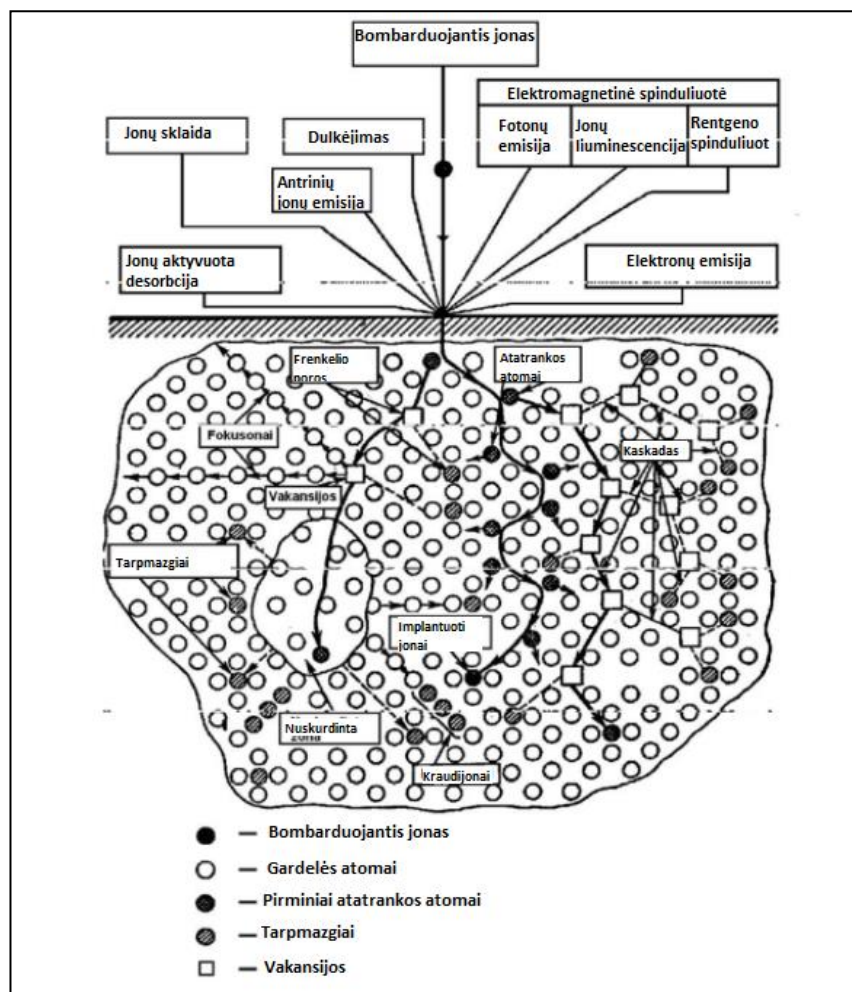 Bombarduojantis jonas
Elektromagnetinė spinduliuotė
Fotonų
emisija
Jonų
liuminescencija
Rentgeno
spinduliuot
Jonų sklaida
Dulkėjimas
Antrinių
jonų emisija
Jonų aktyvuota
desorbcija
Elektronų emisija
Frenkelio
poros
Atatrankos
atomai
Fokusonai
Kaskadas
Vakansijos
Tarpmazgiai
Implantuoti
jonai
Nuskurdinta
zona
Kraudijonai
— Bombarduojantis jonas
— Gardelės atomai
— Pirminiai atatrankos atomai
— Tarpmazgiai
— Vakansijos